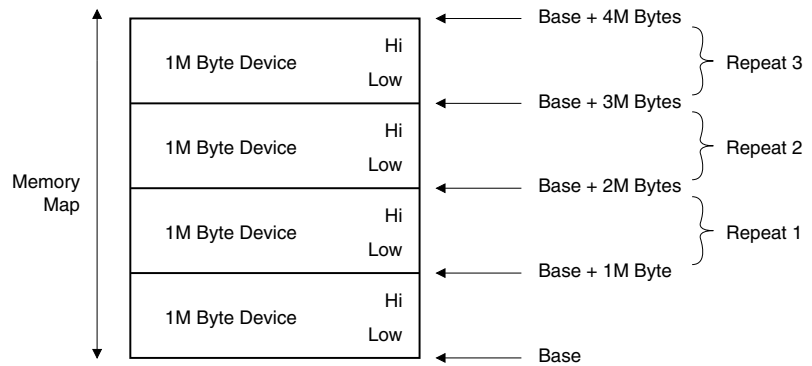 Base + 4M Bytes
Hi
1M Byte Device
Repeat 3
Low
Base + 3M Bytes
Hi
1M Byte Device
Repeat 2
Low
Memory
Map
Base + 2M Bytes
Hi
1M Byte Device
Repeat 1
Low
Base + 1M Byte
Hi
1M Byte Device
Low
Base